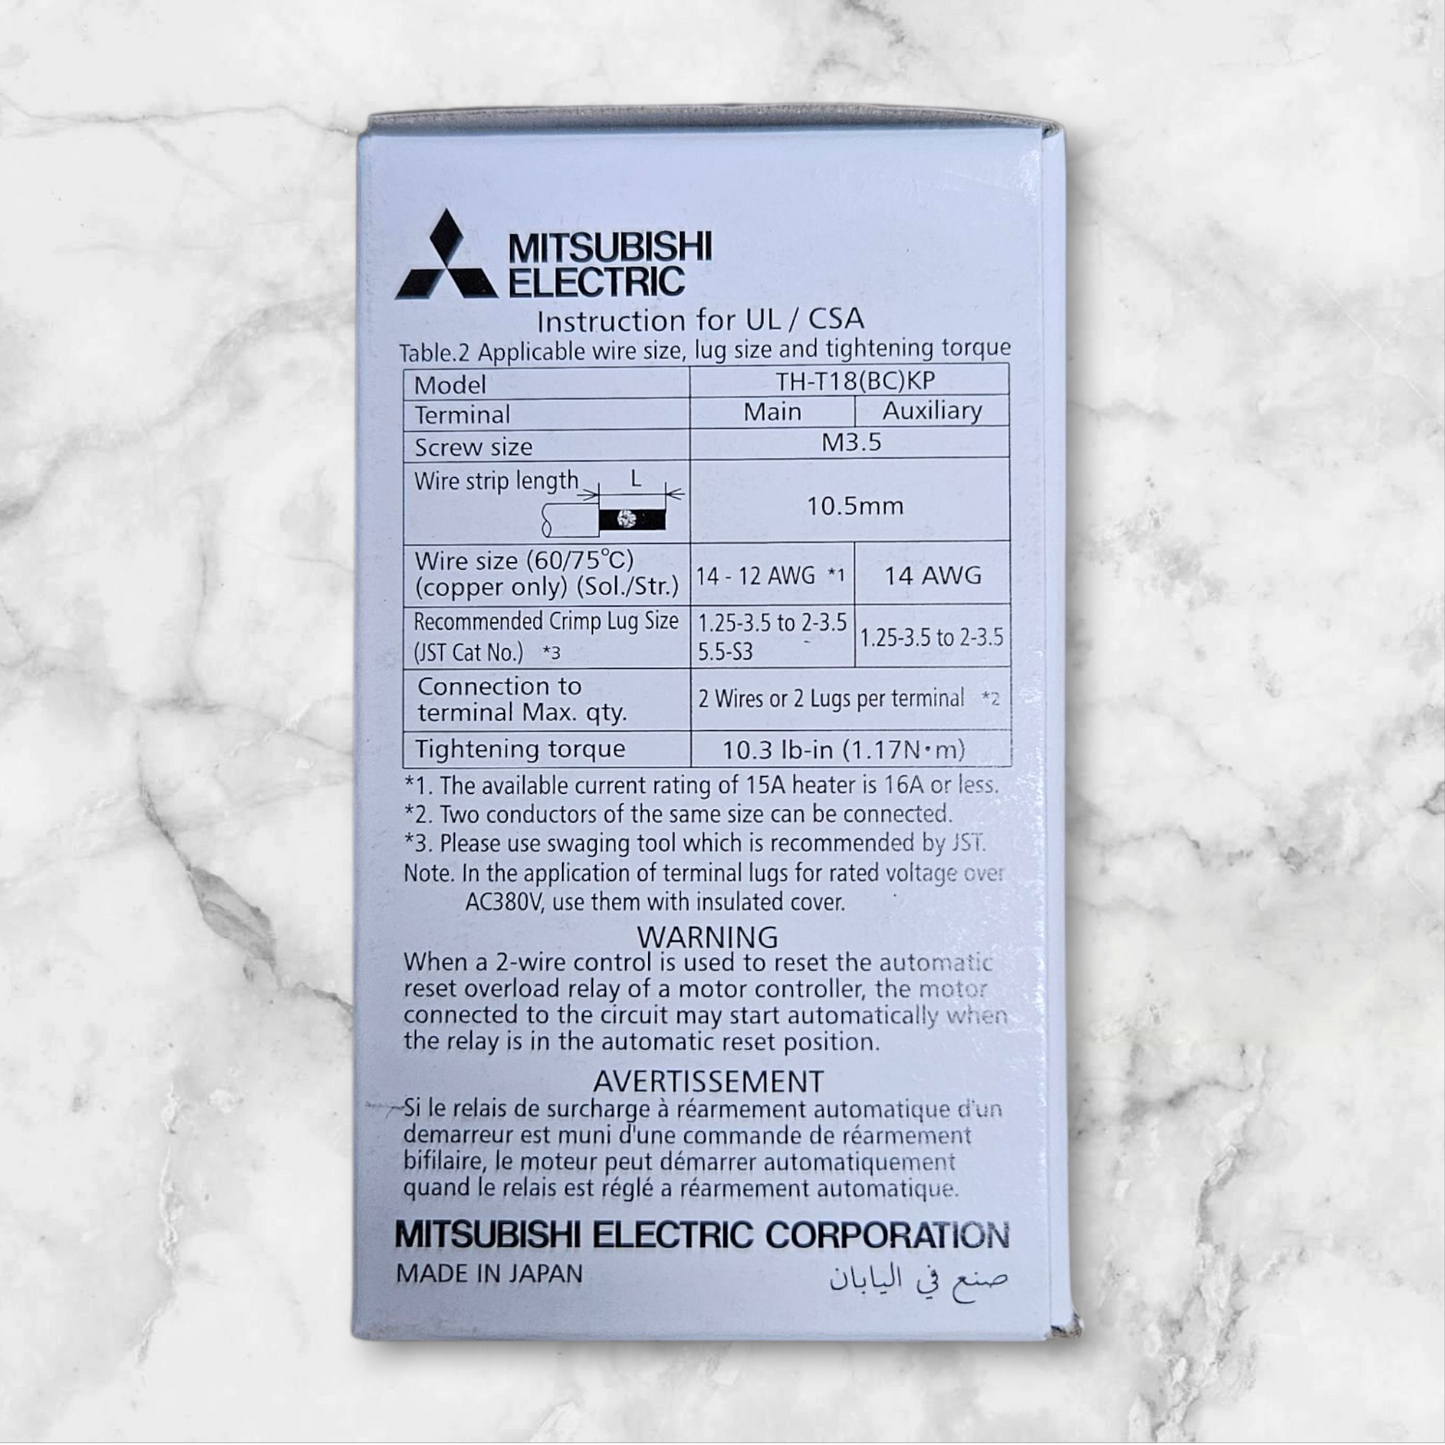 MITSUBISHI
ELECTRIC
Instruction for UL / CSA
Table.2 Applicable wire size, lug size and tightening torque
Model TH-T18(BC)KP
Terminal Main Auxiliary
Screw size M3.5
Wire strip length L 10.5mm
Wire size (60/75℃)
(copper only) (Sol./Str.) 14 - 12 AWG *1 14 AWG
Recommended Crimp Lug Size 1.25-3.5 to 2-3.5
(JST Cat No.) *3 5.5-S3 1.25-3.5 to 2-3.5
Connection to
terminal Max. qty. 2 Wires or 2 Lugs per terminal *2
Tightening torque 10.3 lb-in (1.17N·m)
*1. The available current rating of 15A heater is 16A or less.
*2. Two conductors of the same size can be connected.
*3. Please use swaging tool which is recommended by JST.
Note. In the application of terminal lugs for rated voltage over
AC380V, use them with insulated cover.
WARNING
When a 2-wire control is used to reset the automatic
reset overload relay of a motor controller, the motor
connected to the circuit may start automatically when
the relay is in the automatic reset position.
AVERTISSEMENT
Si le relais de surcharge à réarmement automatique d'un
demarreur est muni d'une commande de réarmement
bifilaire, le moteur peut démarrer automatiquement
quand le relais est réglé a réarmement automatique.
MITSUBISHI ELECTRIC CORPORATION
MADE IN JAPAN صنع في اليابان